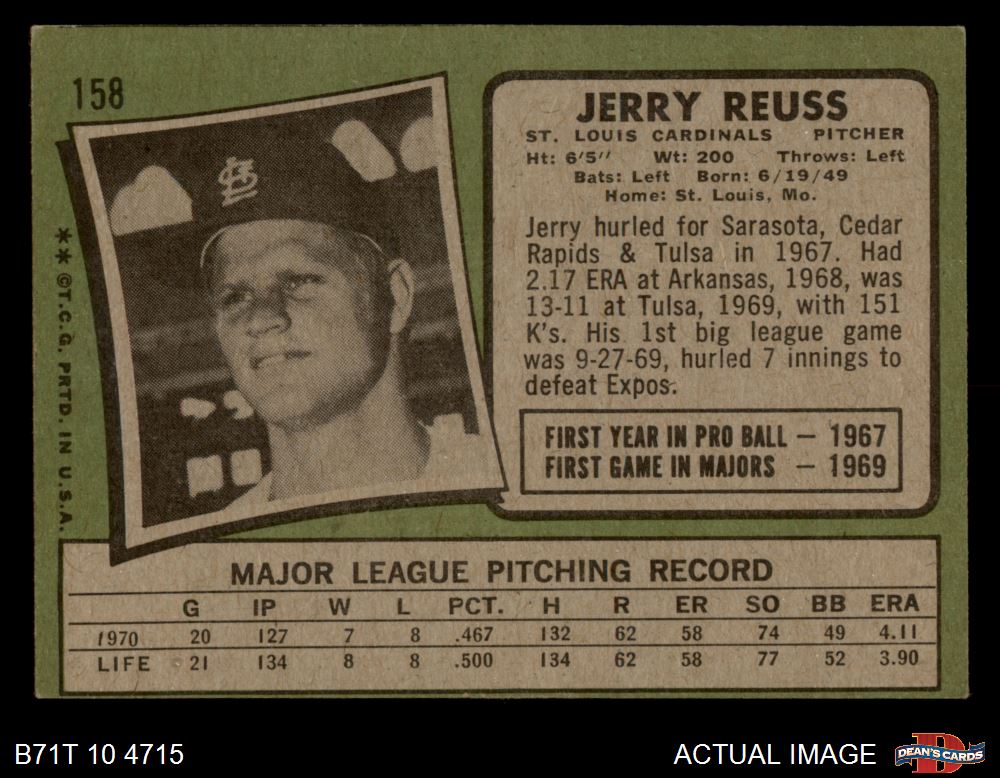 158
JERRY REUSS
ST. LOUIS CARDINALS PITCHER
Ht: 6'5" Wt: 200 Throws: Left
Bats: Left Born: 6/19/49
Home: St. Louis, Mo.
Jerry hurled for Sarasota, Cedar
Rapids & Tulsa in 1967. Had
2.17 ERA at Arkansas, 1968, was
13-11 at Tulsa, 1969, with 151
K's. His 1st big league game
was 9-27-69, hurled 7 innings to
defeat Expos.
FIRST YEAR IN PRO BALL — 1967
FIRST GAME IN MAJORS — 1969
StL
** ©T.C.G. PRTD. IN U.S.A.
MAJOR LEAGUE PITCHING RECORD
G IP W L PCT. H R ER SO BB ERA
1970 20 127 7 8 .467 132 62 58 74 49 4.11
LIFE 21 134 8 8 .500 134 62 58 77 52 3.90
B71T 10 4715
ACTUAL IMAGE
D
DEAN'S CARDS